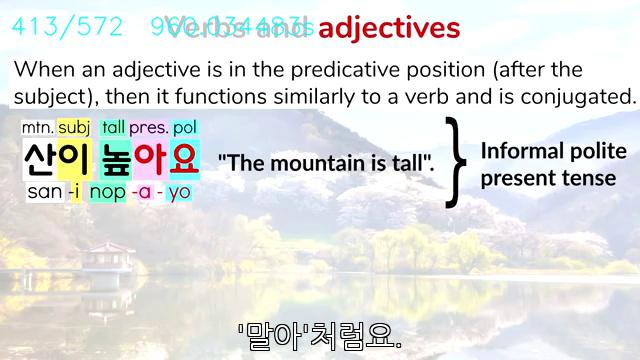 413/572 960.034483s
Verbs and adjectives
When an adjective is in the predicative position (after the
subject), then it functions similarly to a verb and is conjugated.
mtn. subj tall pres. pol
산이 높아요
san -i nop -a - yo
"The mountain is tall".
Informal polite
present tense
'말아'처럼요.